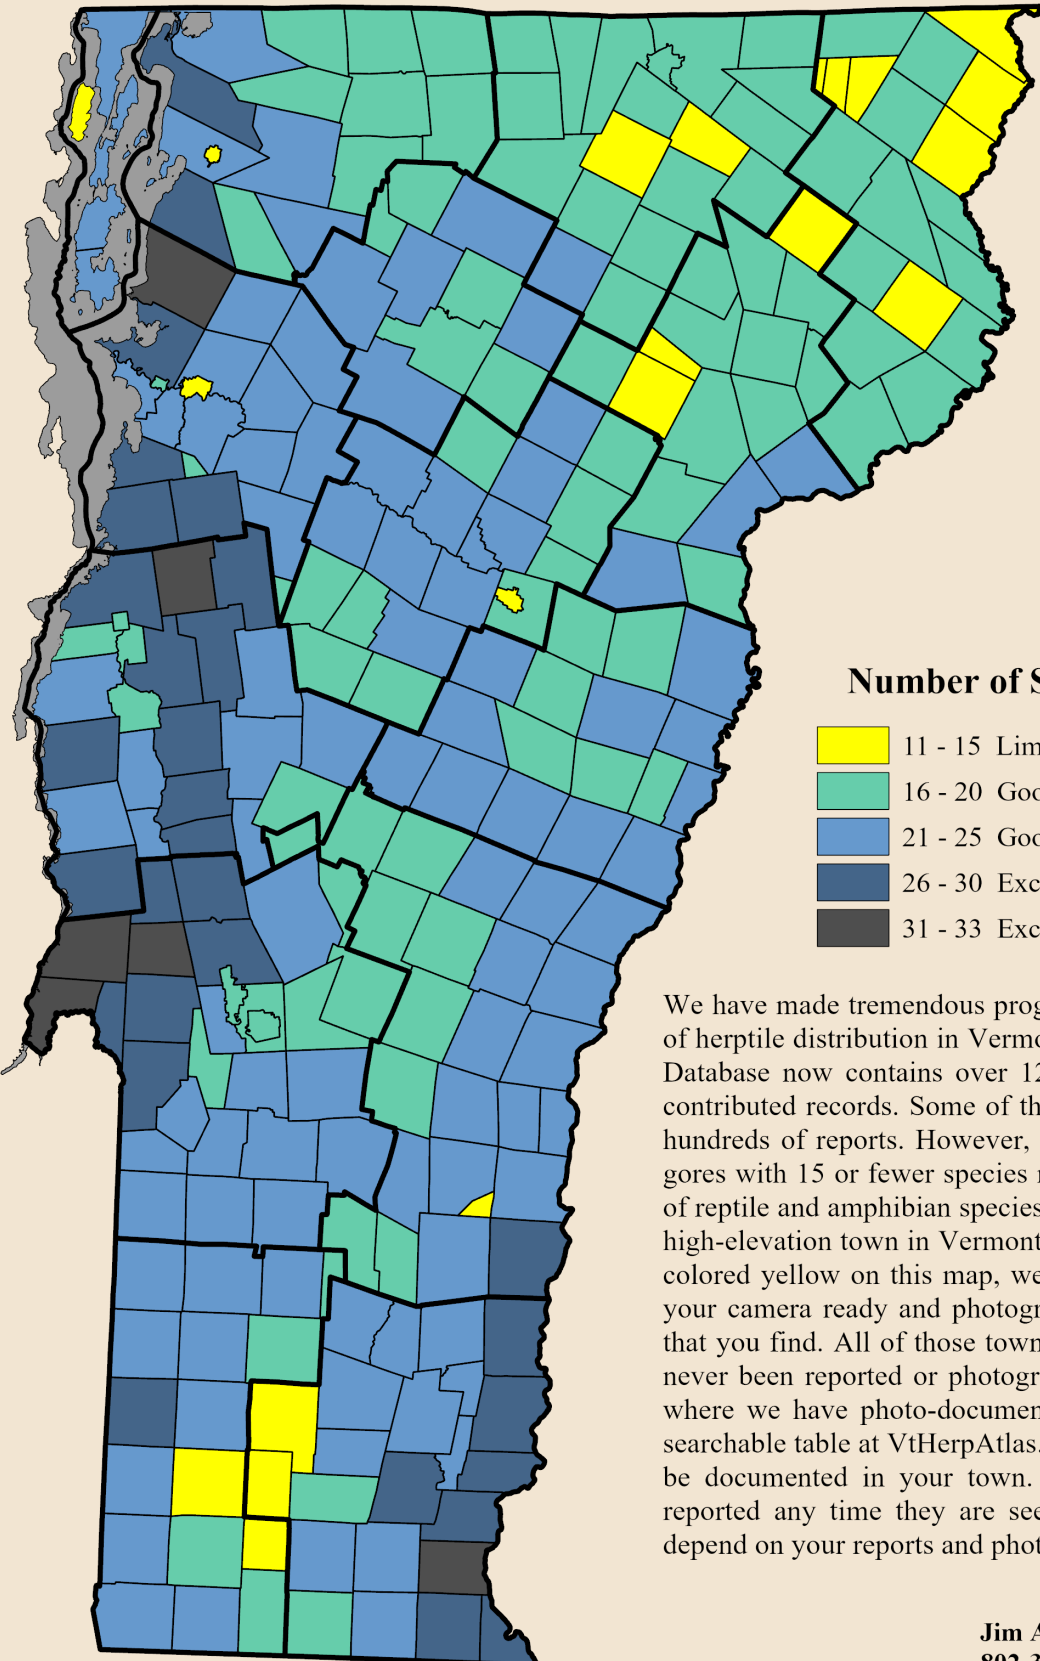 Number of
11 - 15 Lim
16 - 20 Goo
21 - 25 Goo
26 - 30 Exc
31 - 33 Exc
We have made tremendous prog
of herptile distribution in Vermo
Database now contains over 12
contributed records. Some of th
hundreds of reports. However,
gores with 15 or fewer species
of reptile and amphibian species
high-elevation town in Vermont
colored yellow on this map, we
your camera ready and photogr
that you find. All of those town
never been reported or photogr
where we have photo-documen
searchable table at VtHerpAtlas.
be documented in your town.
reported any time they are see
depend on your reports and phot
Jim